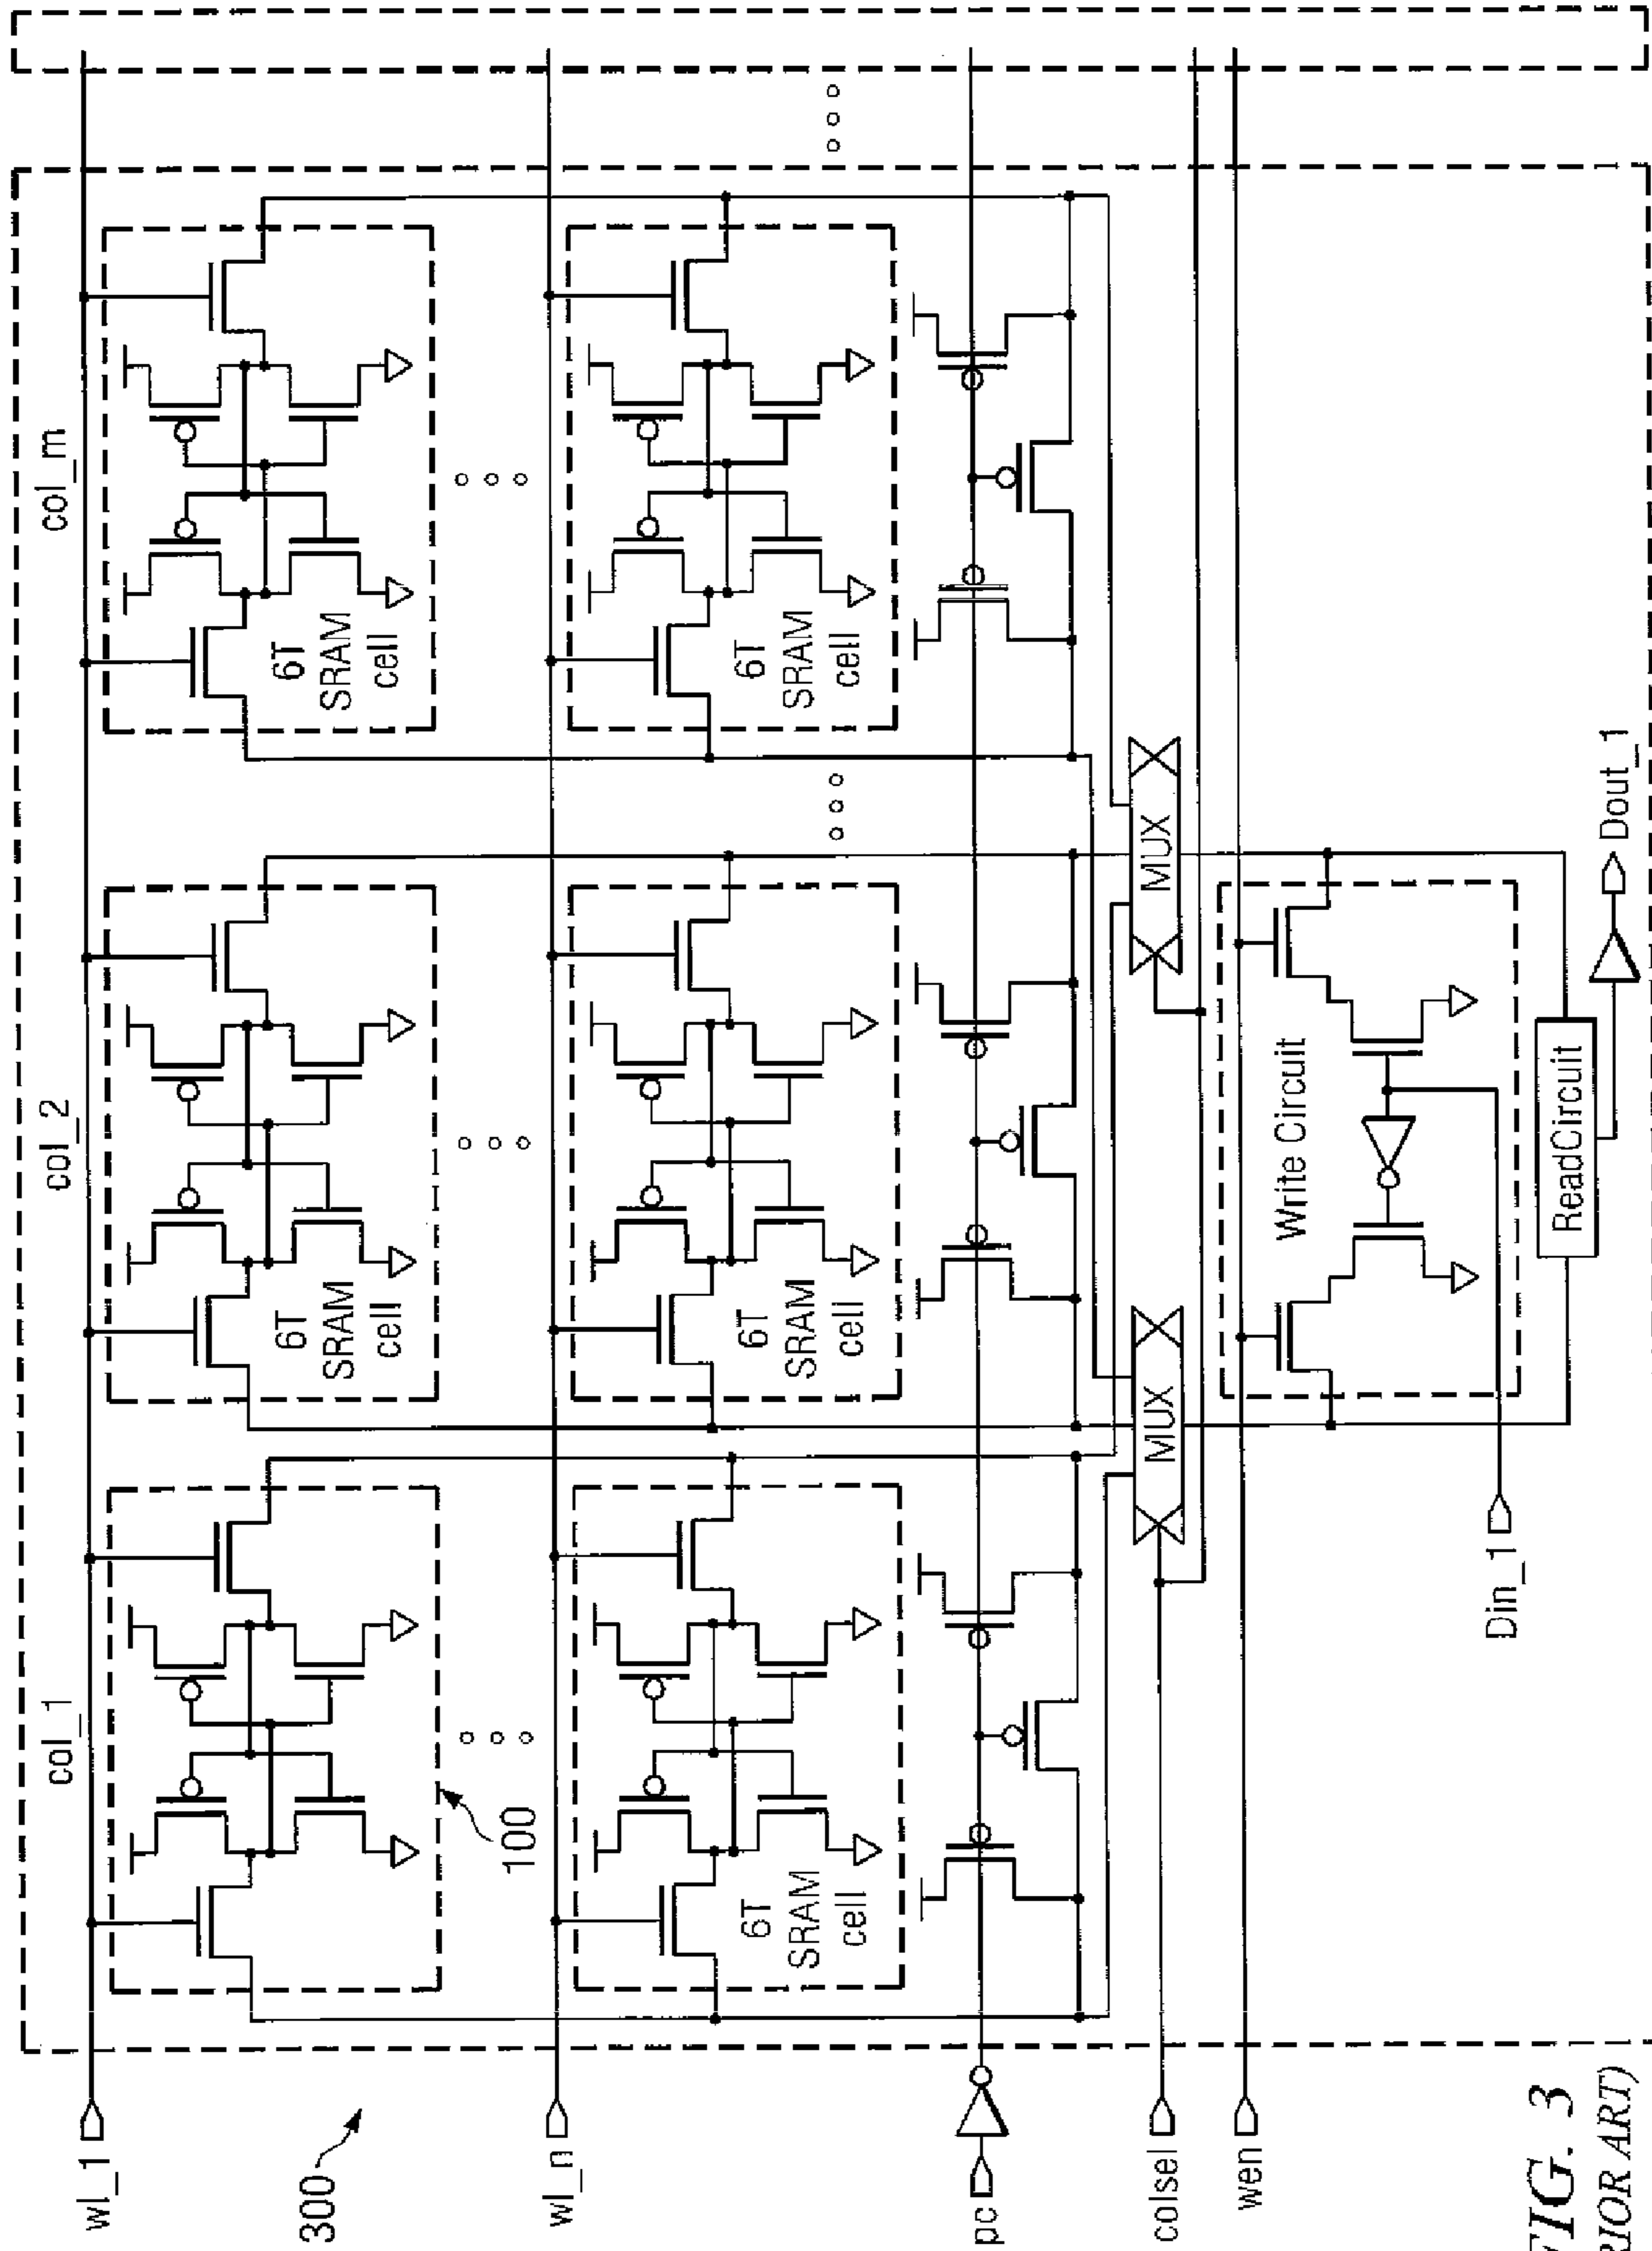 col_1
col_2
col_m
wl_1
300
100
6T
SRAM
cell
6T
SRAM
cell
wl_n
6T
SRAM
cell
6T
SRAM
cell
6T
SRAM
cell
pc
colsel
MUX
MUX
wen
Write Circuit
Din_1
ReadCircuit
Dout_1
FIG. 3
RIOR ART)